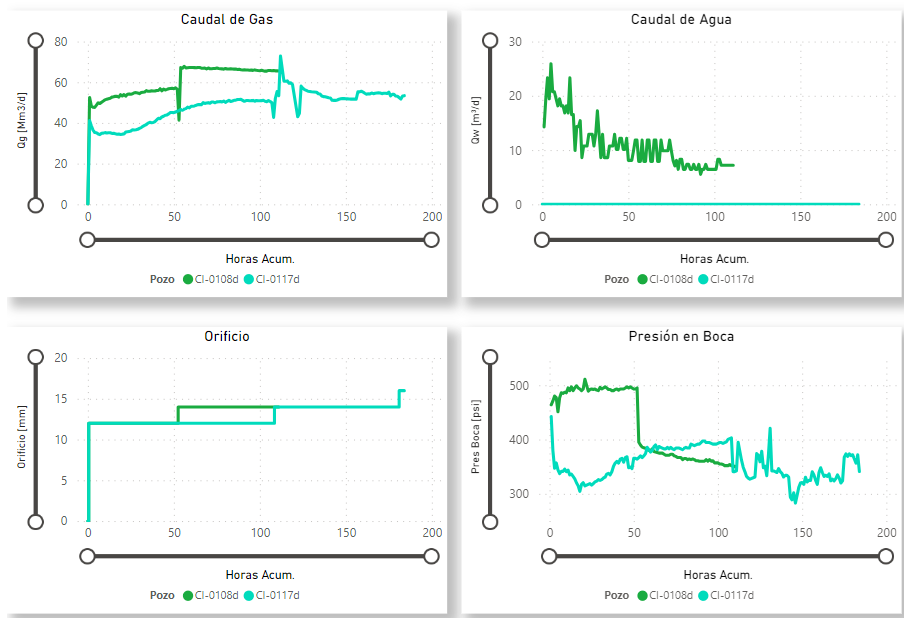 Caudal de Gas
Qg [Mm3/d]
80
60
40
20
0
0 50 100 150 200
Horas Acum.
Pozo CI-0108d CI-0117d
Caudal de Agua
Qw [m³/d]
30
20
10
0
0 50 100 150 200
Horas Acum.
Pozo CI-0108d CI-0117d
Orificio
Orificio [mm]
20
15
10
5
0
0 50 100 150 200
Horas Acum.
Pozo CI-0108d CI-0117d
Presión en Boca
Pres Boca [psi]
500
400
300
0 50 100 150 200
Horas Acum.
Pozo CI-0108d CI-0117d